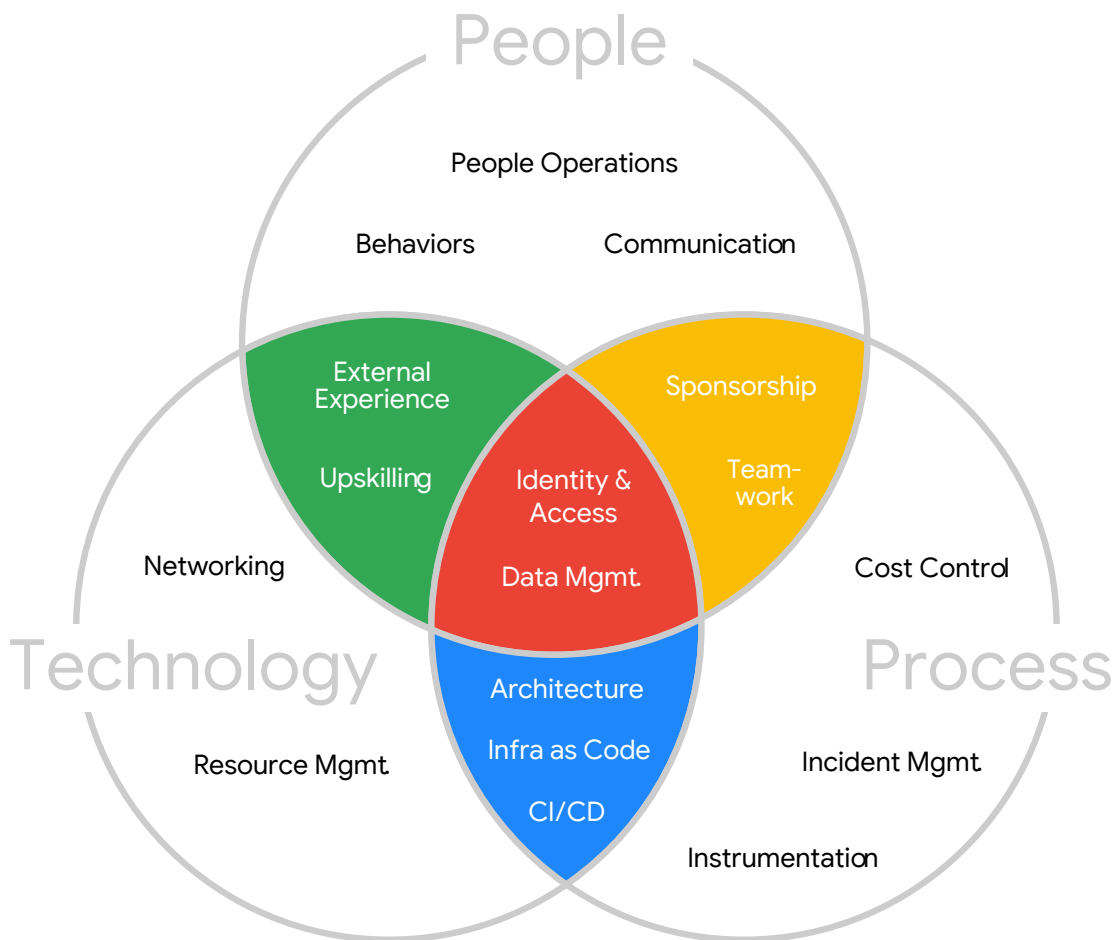 People
People Operations
Behaviors
Communication
External
Experience
Sponsorship
Upskilling
Identity &
Access
Team-
work
Networking
Data Mgmt.
Cost Control
Technology
Process
Architecture
Infra as Code
Resource Mgmt.
Incident Mgmt.
CI/CD
Instrumentation